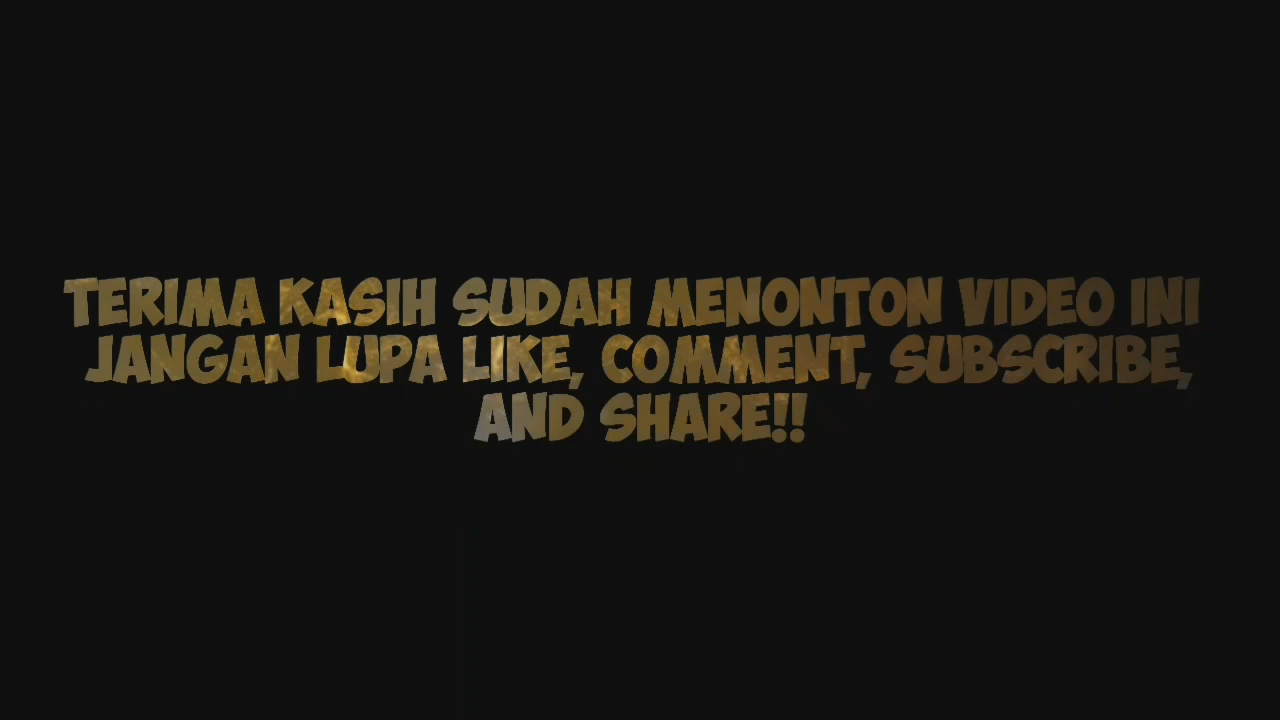 TERIMA KASIH SUDAH MENONTON VIDEO INI
JANGAN LUPA LIKE, COMMENT, SUBSCRIBE,
AND SHARE!!